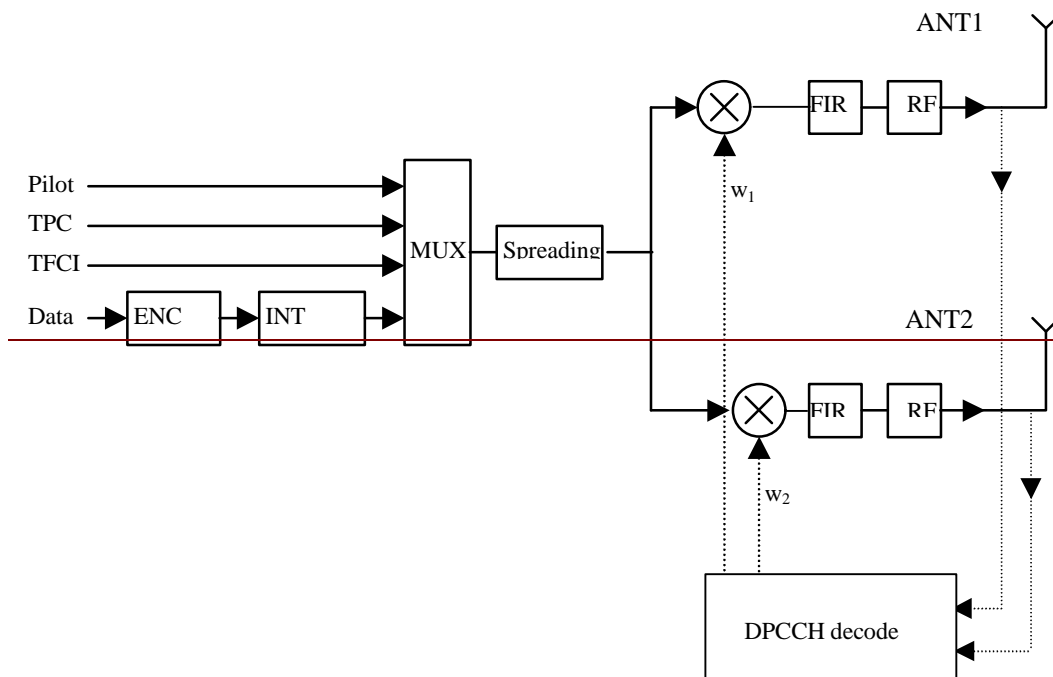 ANT1
FIR
RF
Pilot
w1
TPC
MUX
Spreading
TFCI
Data
ENC
INT
ANT2
FIR
RF
w2
DPCCH decode